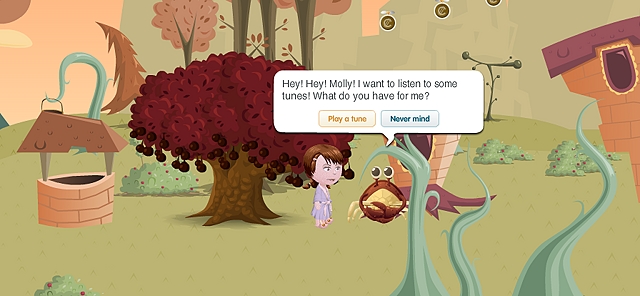 Hey! Hey! Molly! I want to listen to some
tunes! What do you have for me?
Play a tune
Never mind